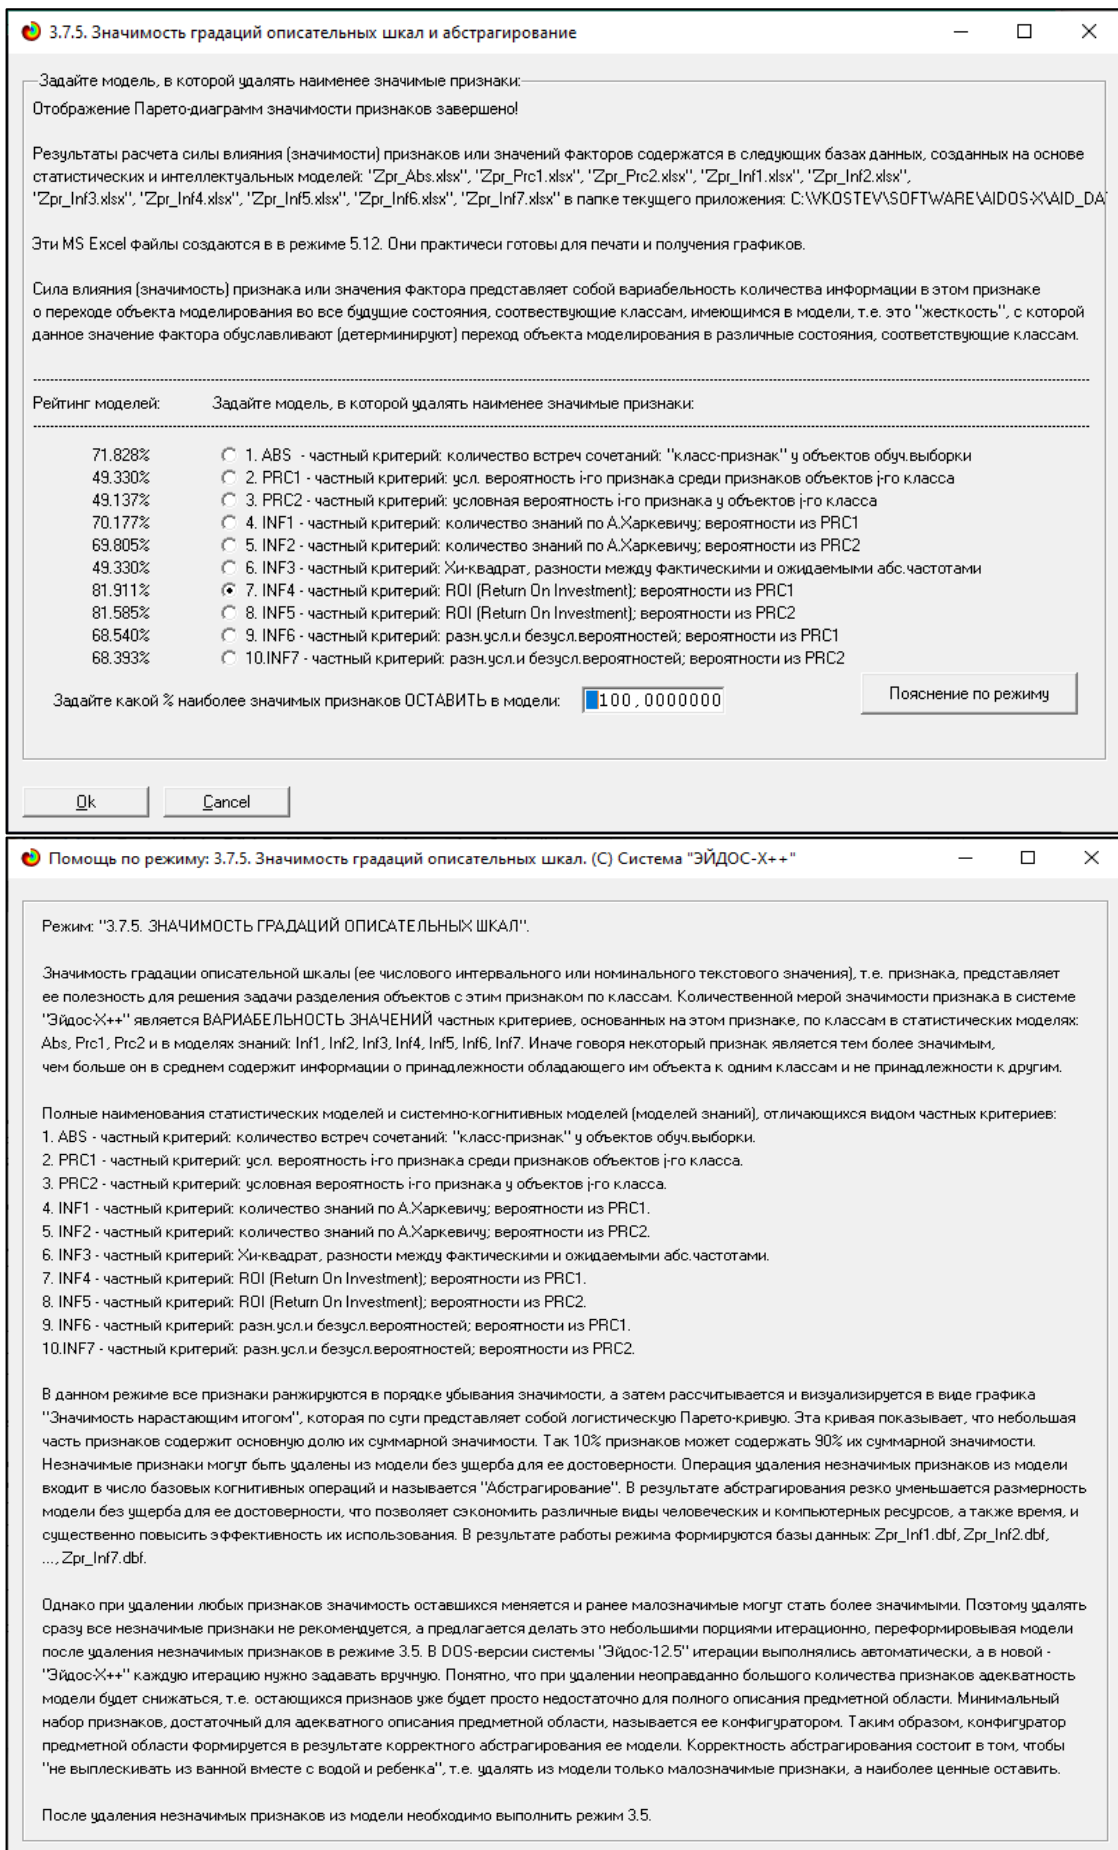 3.7.5. Значимость градаций описательных шкал и абстрагирование
Задайте модель, в которой удалять наименее значимые признаки:
Отображение Парето-диаграмм значимости признаков завершено!
Результаты расчета силы влияния (значимости) признаков или значений факторов содержатся в следующих базах данных, созданных на основе
статистических и интеллектуальных моделей: "Zpr_Abs.xlsx", "Zpr_Prc1.xlsx", "Zpr_Prc2.xlsx", "Zpr_Inf1.xlsx", "Zpr_Inf2.xlsx",
"Zpr_Inf3.xlsx", "Zpr_Inf4.xlsx", "Zpr_Inf5.xlsx", "Zpr_Inf6.xlsx", "Zpr_Inf7.xlsx" в папке текущего приложения: C:\VKOSTEV\SOFTWARE\AIDOS-X\AID_DA
Эти MS Excel файлы создаются в в режиме 5.12. Они практичеси готовы для печати и получения графиков.
Сила влияния (значимость) признака или значения фактора представляет собой вариабельность количества информации в этом признаке
о переходе объекта моделирования во все будущие состояния, соотвествующие классам, имеющимся в модели, т.е. это "жесткость", с которой
данное значение фактора обуславливают (детерминируют) переход объекта моделирования в различные состояния, соответствующие классам.
Рейтинг моделей: Задайте модель, в которой удалять наименее значимые признаки:
71.828% 1. ABS - частный критерий: количество встреч сочетаний: "класс-признак" у объектов обуч.выборки
49.330% 2. PRC1 - частный критерий: усл. вероятность i-го признака среди признаков объектов j-го класса
49.137% 3. PRC2 - частный критерий: условная вероятность i-го признака у объектов j-го класса
70.177% 4. INF1 - частный критерий: количество знаний по А.Харкевичу; вероятности из PRC1
69.805% 5. INF2 - частный критерий: количество знаний по А.Харкевичу; вероятности из PRC2
49.330% 6. INF3 - частный критерий: Хи-квадрат, разности между фактическими и ожидаемыми абс.частотами
81.911% 7. INF4 - частный критерий: ROI (Return On Investment); вероятности из PRC1
81.585% 8. INF5 - частный критерий: ROI (Return On Investment); вероятности из PRC2
68.540% 9. INF6 - частный критерий: разн.усл.и безусл.вероятностей; вероятности из PRC1
68.393% 10.INF7 - частный критерий: разн.усл.и безусл.вероятностей; вероятности из PRC2
Задайте какой % наиболее значимых признаков ОСТАВИТЬ в модели: 100,0000000 Пояснение по режиму
Ok Cancel
Помощь по режиму: 3.7.5. Значимость градаций описательных шкал. (C) Система "ЭЙДОС-X++"
Режим: "3.7.5. ЗНАЧИМОСТЬ ГРАДАЦИЙ ОПИСАТЕЛЬНЫХ ШКАЛ".
Значимость градации описательной шкалы (ее числового интервального или номинального текстового значения), т.е. признака, представляет
ее полезность для решения задачи разделения объектов с этим признаком по классам. Количественной мерой значимости признака в системе
"Эйдос-X++" является ВАРИАБЕЛЬНОСТЬ ЗНАЧЕНИЙ частных критериев, основанных на этом признаке, по классам в статистических моделях:
Abs, Prc1, Prc2 и в моделях знаний: Inf1, Inf2, Inf3, Inf4, Inf5, Inf6, Inf7. Иначе говоря некоторый признак является тем более значимым,
чем больше он в среднем содержит информации о принадлежности обладающего им объекта к одним классам и не принадлежности к другим.
Полные наименования статистических моделей и системно-когнитивных моделей (моделей знаний), отличающихся видом частных критериев:
1. ABS - частный критерий: количество встреч сочетаний: "класс-признак" у объектов обуч.выборки.
2. PRC1 - частный критерий: усл. вероятность i-го признака среди признаков объектов j-го класса.
3. PRC2 - частный критерий: условная вероятность i-го признака у объектов j-го класса.
4. INF1 - частный критерий: количество знаний по А.Харкевичу; вероятности из PRC1.
5. INF2 - частный критерий: количество знаний по А.Харкевичу; вероятности из PRC2.
6. INF3 - частный критерий: Хи-квадрат, разности между фактическими и ожидаемыми абс.частотами.
7. INF4 - частный критерий: ROI (Return On Investment); вероятности из PRC1.
8. INF5 - частный критерий: ROI (Return On Investment); вероятности из PRC2.
9. INF6 - частный критерий: разн.усл.и безусл.вероятностей; вероятности из PRC1.
10.INF7 - частный критерий: разн.усл.и безусл.вероятностей; вероятности из PRC2.
В данном режиме все признаки ранжируются в порядке убывания значимости, а затем рассчитывается и визуализируется в виде графика
"Значимость нарастающим итогом", которая по сути представляет собой логистическую Парето-кривую. Эта кривая показывает, что небольшая
часть признаков содержит основную долю их суммарной значимости. Так 10% признаков может содержать 90% их суммарной значимости.
Незначимые признаки могут быть удалены из модели без ущерба для ее достоверности. Операция удаления незначимых признаков из модели
входит в число базовых когнитивных операций и называется "Абстрагирование". В результате абстрагирования резко уменьшается размерность
модели без ущерба для ее достоверности, что позволяет сэкономить различные виды человеческих и компьютерных ресурсов, а также время, и
существенно повысить эффективность их использования. В результате работы режима формируются базы данных: Zpr_Inf1.dbf, Zpr_Inf2.dbf,
..., Zpr_Inf7.dbf.
Однако при удалении любых признаков значимость оставшихся меняется и ранее малозначимые могут стать более значимыми. Поэтому удалять
сразу все незначимые признаки не рекомендуется, а предлагается делать это небольшими порциями итерационно, переформировывая модели
после удаления незначимых признаков в режиме 3.5. В DOS-версии системы "Эйдос-12.5" итерации выполнялись автоматически, а в новой -
"Эйдос-X++" каждую итерацию нужно задавать вручную. Понятно, что при удалении неоправданно большого количества признаков адекватность
модели будет снижаться, т.е. остающихся признаов уже будет просто недостаточно для полного описания предметной области. Минимальный
набор признаков, достаточный для адекватного описания предметной области, называется ее конфигуратором. Таким образом, конфигуратор
предметной области формируется в результате корректного абстрагирования ее модели. Корректность абстрагирования состоит в том, чтобы
"не выплескивать из ванной вместе с водой и ребенка", т.е. удалять из модели только малозначимые признаки, а наиболее ценные оставить.
После удаления незначимых признаков из модели необходимо выполнить режим 3.5.